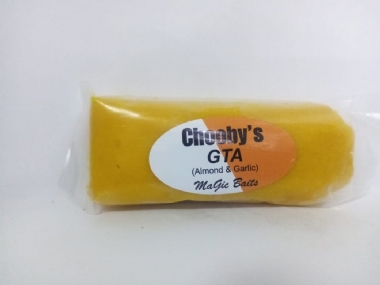 Chooby's
GTA
(Almond & Garlic)
MaGic Baits